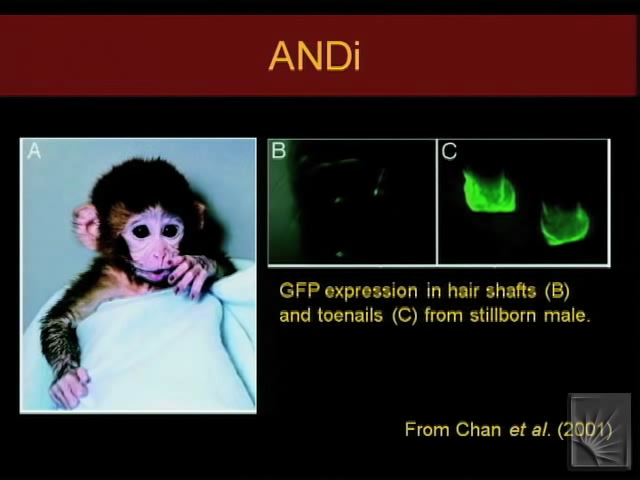 ANDi
A
B
C
GFP expression in hair shafts (B)
and toenails (C) from stillborn male.
From Chan et al. (2001)